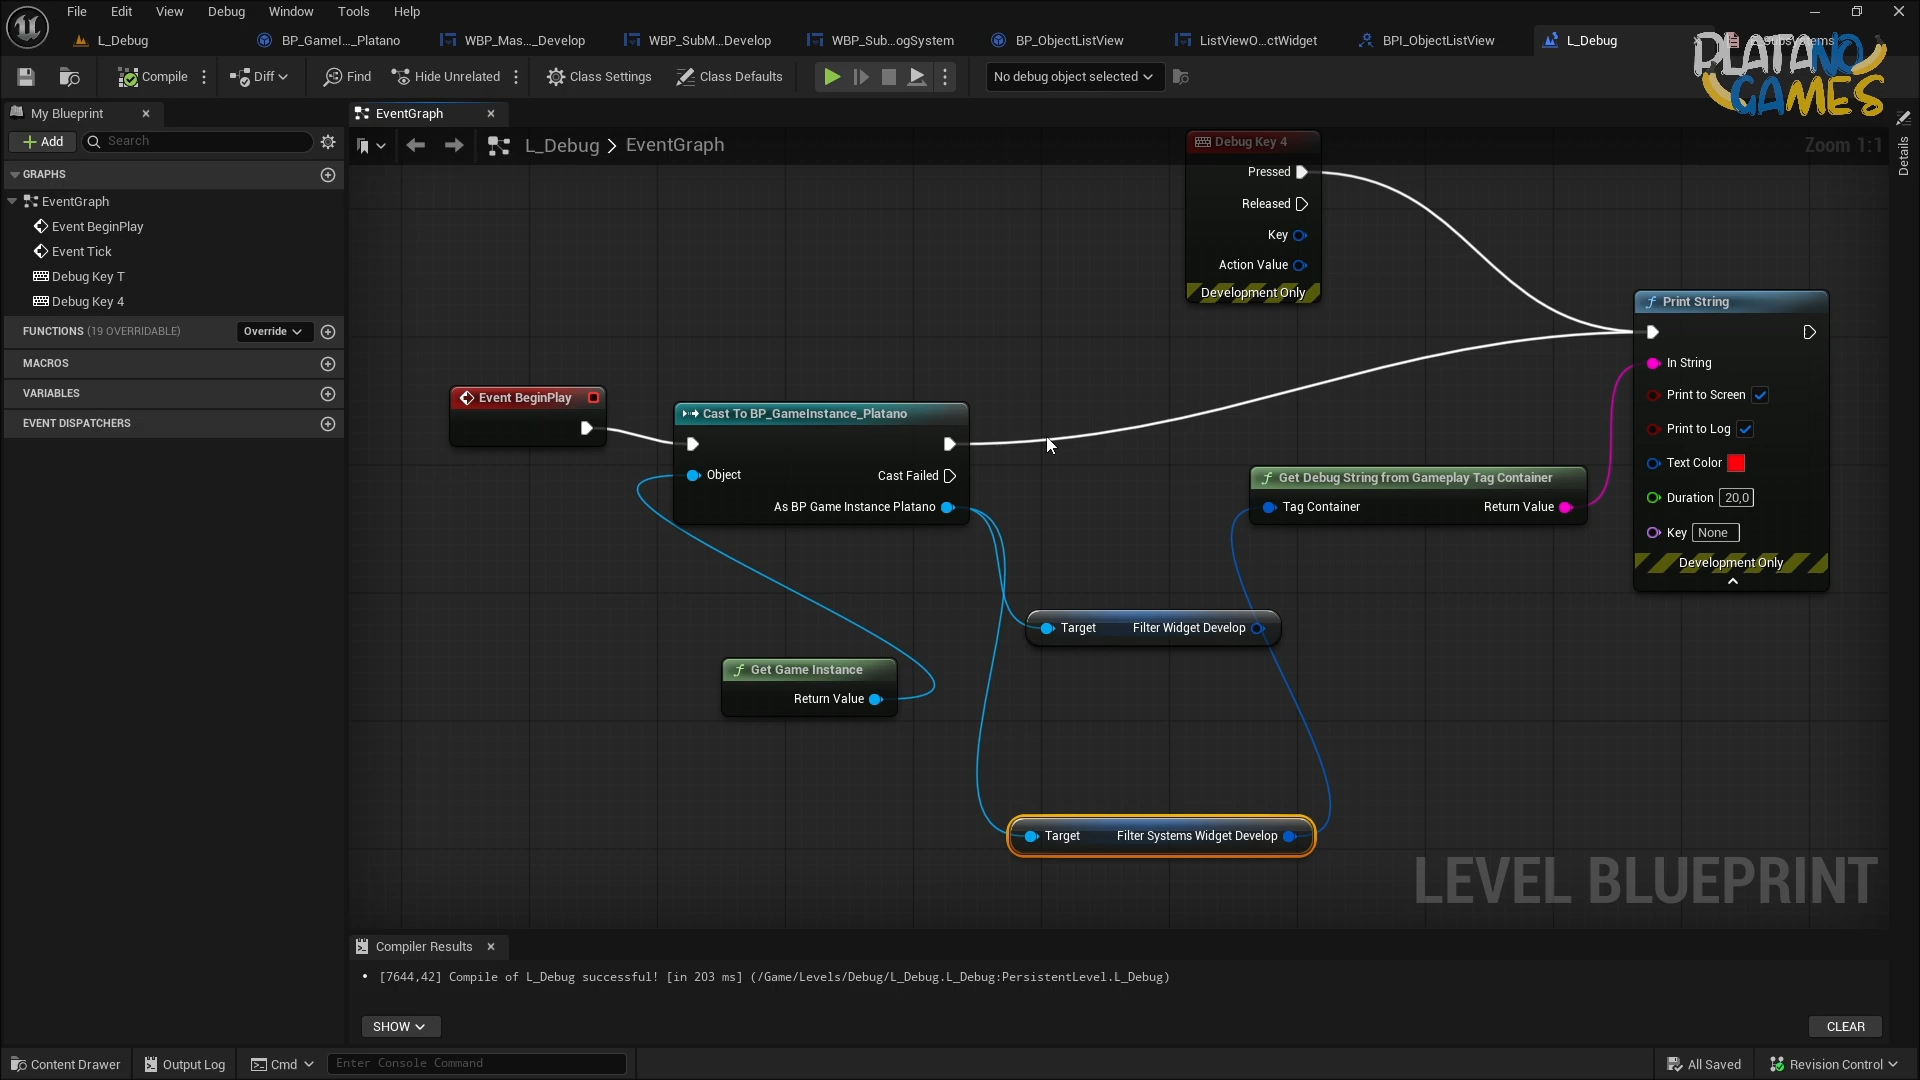 File Edit View Debug Window Tools Help
L_Debug BP_GameI..._Platano WBP_Mas..._Develop WBP_SubM...Develop WBP_Sub...ogSystem BP_ObjectListView ListViewO...ctWidget BPI_ObjectListView L_Debug
PLATANO
GAMES
Compile Diff Find Hide Unrelated Class Settings Class Defaults No debug object selected
My Blueprint EventGraph
Add Search L_Debug > EventGraph Zoom 1:1
Details
GRAPHS
EventGraph
Event BeginPlay
Event Tick
Debug Key T
Debug Key 4
FUNCTIONS (19 OVERRIDABLE) Override
MACROS
VARIABLES
EVENT DISPATCHERS
Debug Key 4
Pressed
Released
Key
Action Value
Development Only
Event BeginPlay
Cast To BP_GameInstance_Platano
Object Cast Failed
As BP Game Instance Platano
Get Game Instance
Return Value
Get Debug String from Gameplay Tag Container
Tag Container Return Value
Target Filter Widget Develop
Target Filter Systems Widget Develop
Print String
In String
Print to Screen
Print to Log
Text Color
Duration 20,0
Key None
Development Only
LEVEL BLUEPRINT
Compiler Results
• [7644,42] Compile of L_Debug successful! [in 203 ms] (/Game/Levels/Debug/L_Debug.L_Debug:PersistentLevel.L_Debug)
SHOW CLEAR
Content Drawer Output Log Cmd Enter Console Command All Saved Revision Control